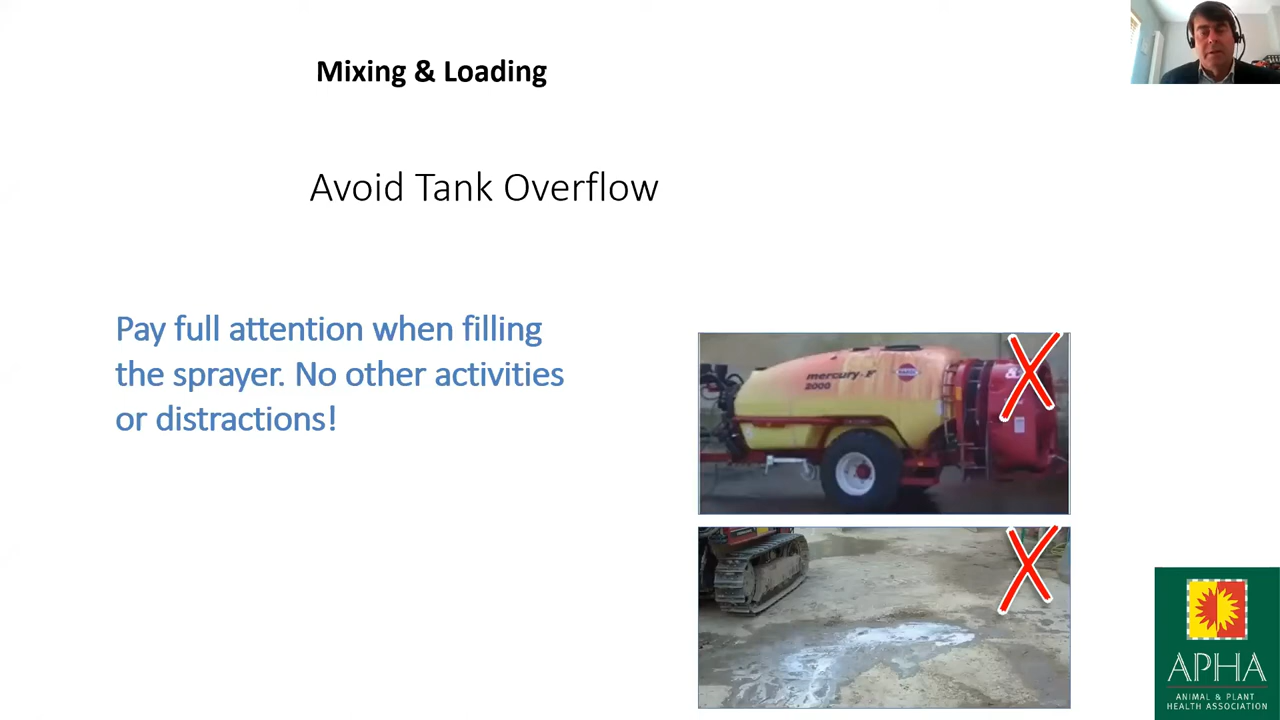 Mixing & Loading
Avoid Tank Overflow
Pay full attention when filling
the sprayer. No other activities
or distractions!
mercury-F
2000
APHA
ANIMAL & PLANT
HEALTH ASSOCIATION